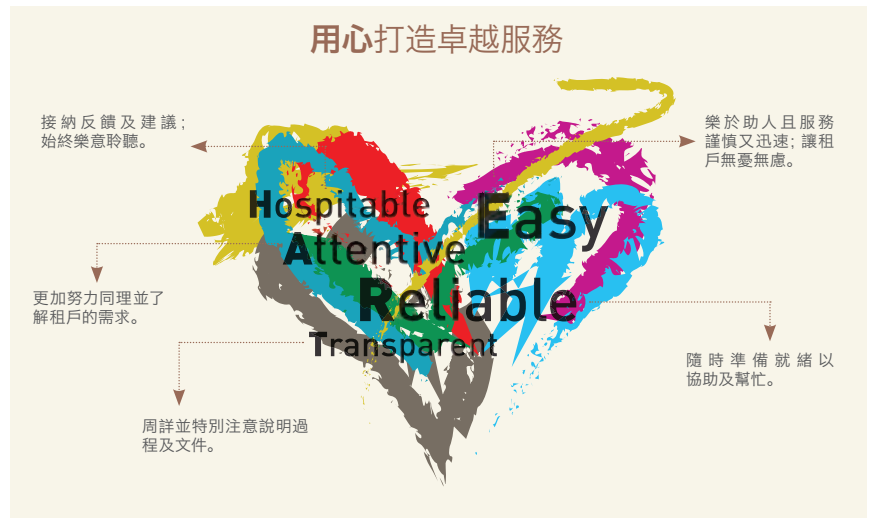 用心打造卓越服務
接納反饋及建議；
始終樂意聆聽。
樂於助人且服務
謹慎又迅速；讓租
戶無憂無慮。
Hospitable
Easy
Attentive
Reliable
Transparent
更加努力同理並了
解租戶的需求。
隨時準備就緒以
協助及幫忙。
周詳並特別注意說明過
程及文件。